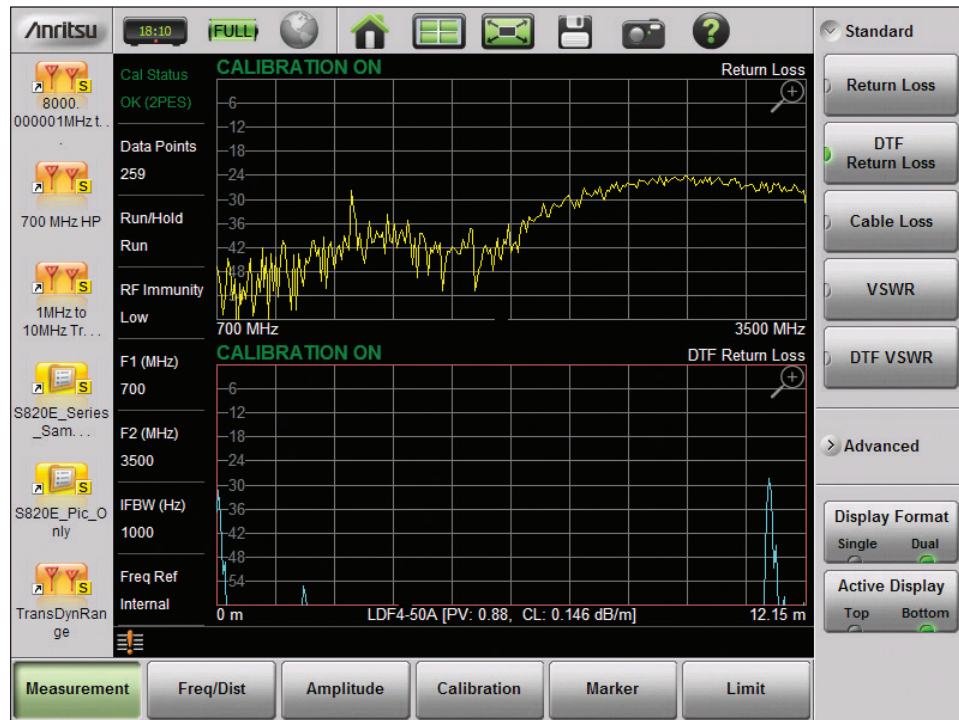 Anritsu
18:10
FULL
?
Standard
8000.
000001MHz t. .
.
700 MHz HP
1MHz to
10MHz Tr. . .
S820E_Series
_Sam. . .
S820E_Pic_O
nly
TransDynRan
ge
S
S
S
S
S
S
Cal Status
OK (2PES)
Data Points
259
Run/Hold
Run
RF Immunity
Low
F1 (MHz)
700
F2 (MHz)
3500
IFBW (Hz)
1000
Freq Ref
Internal
CALIBRATION ON
Return Loss
-6
-12
-18
-24
-30
-36
-42
-48
700 MHz
3500 MHz
CALIBRATION ON
DTF Return Loss
-6
-12
-18
-24
-30
-36
-42
-48
-54
0 m
LDF4-50A [PV: 0.88, CL: 0.146 dB/m]
12.15 m
Return Loss
DTF
Return Loss
Cable Loss
VSWR
DTF VSWR
Advanced
Display Format
Single
Dual
Active Display
Top
Bottom
Measurement
Freq/Dist
Amplitude
Calibration
Marker
Limit